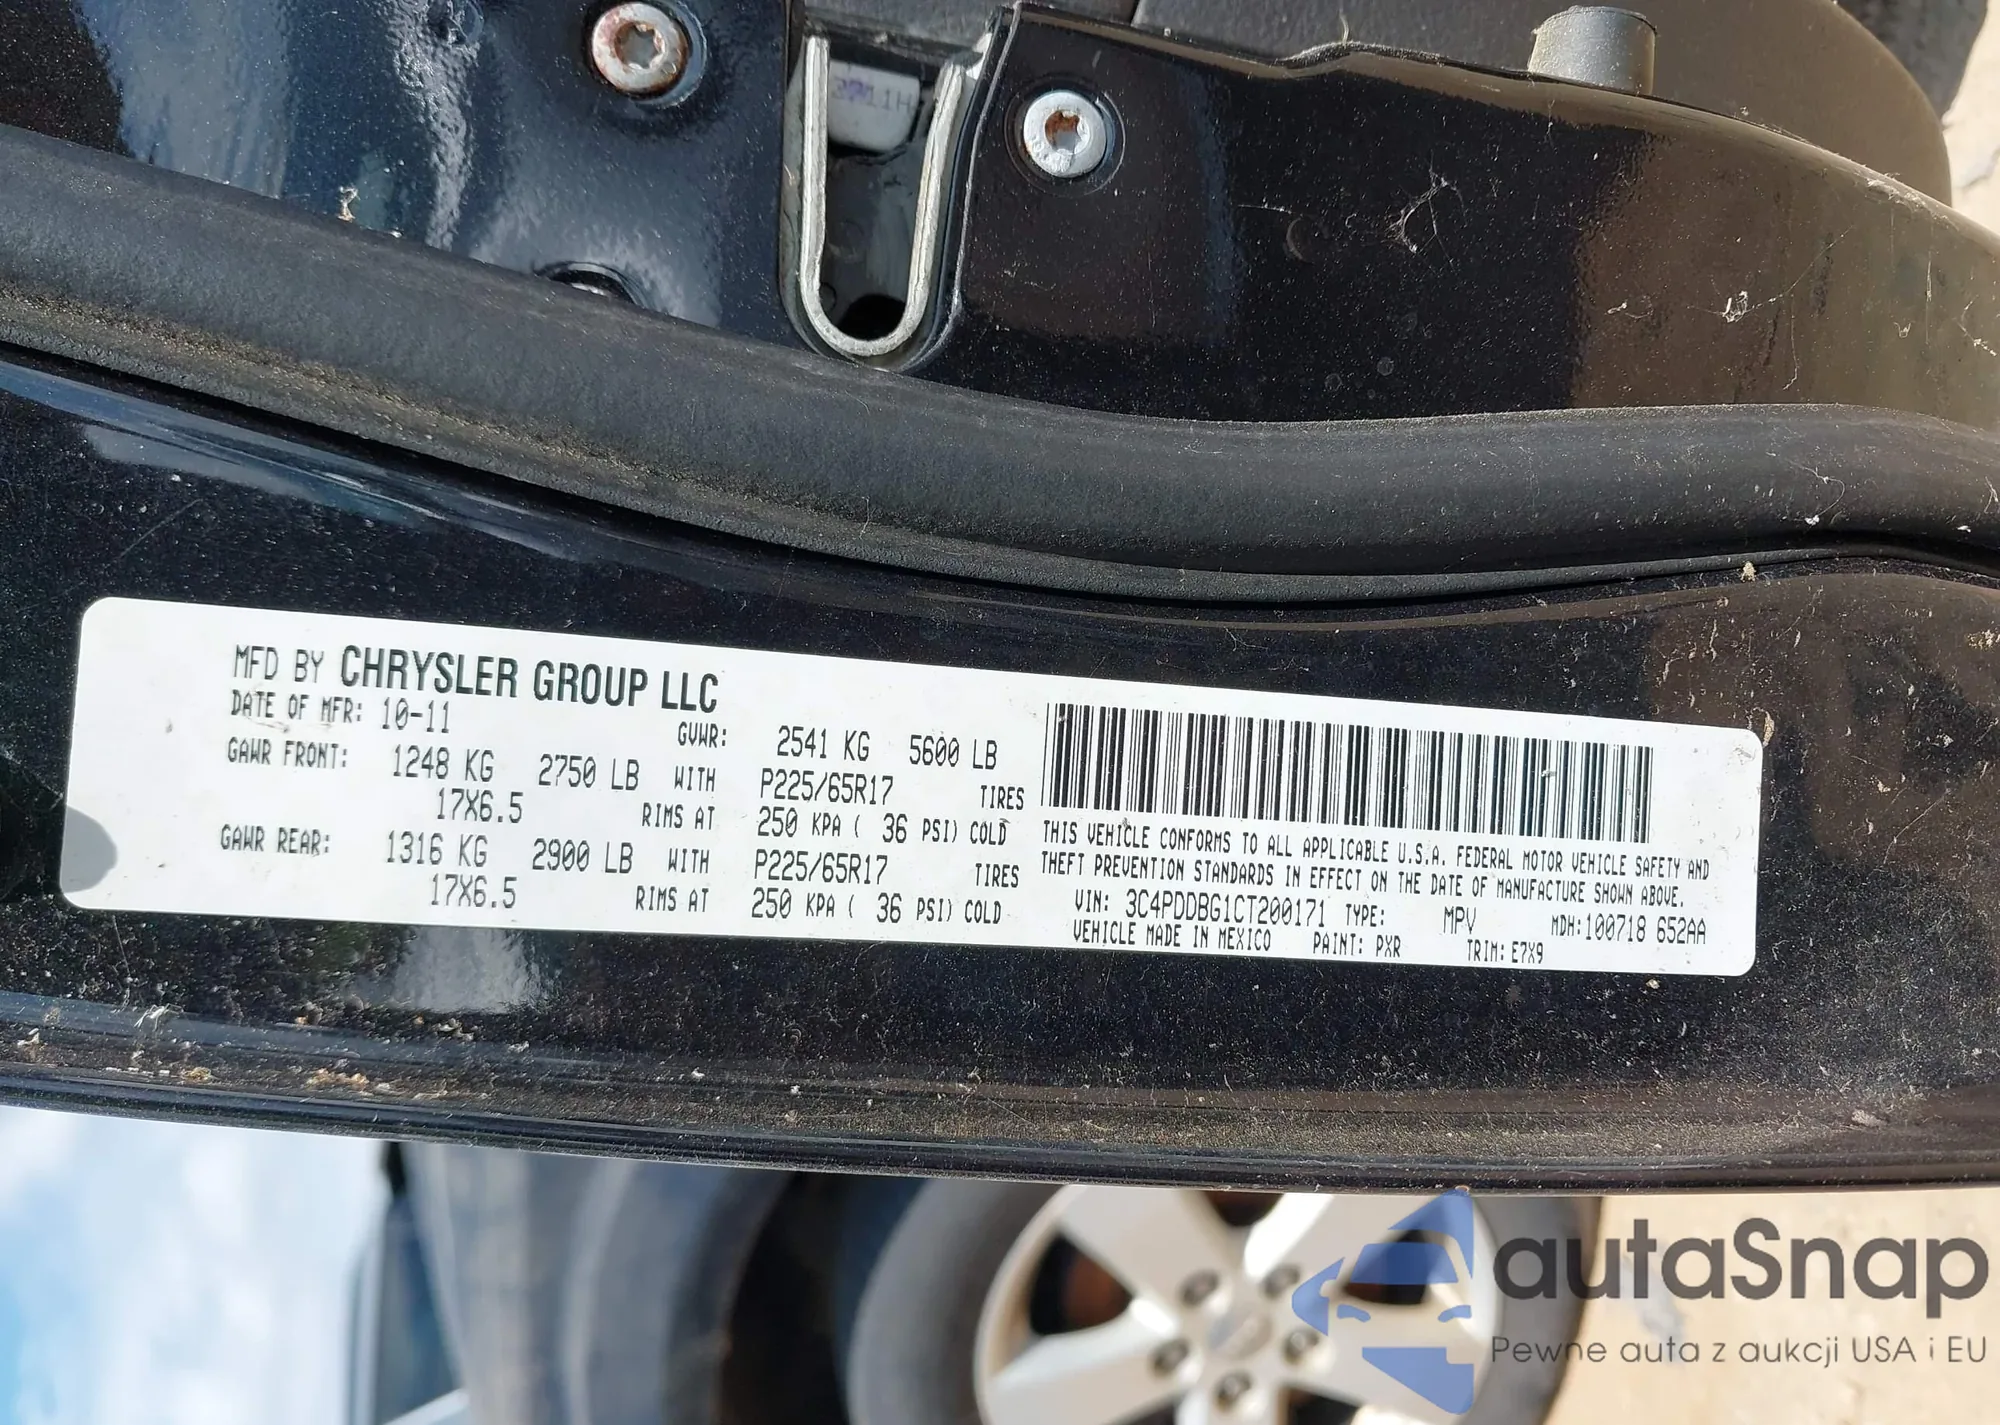 MFD BY CHRYSLER GROUP LLC
DATE OF MFR: 10-11 GVWR: 2541 KG 5600 LB
GAWR FRONT: 1248 KG 2750 LB WITH P225/65R17 TIRES
17X6.5 RIMS AT 250 KPA ( 36 PSI) COLD
GAWR REAR: 1316 KG 2900 LB WITH P225/65R17 TIRES
17X6.5 RIMS AT 250 KPA ( 36 PSI) COLD
THIS VEHICLE CONFORMS TO ALL APPLICABLE U.S.A. FEDERAL MOTOR VEHICLE SAFETY AND
THEFT PREVENTION STANDARDS IN EFFECT ON THE DATE OF MANUFACTURE SHOWN ABOVE.
VIN: 3C4PDDBG1CT200171 TYPE: MPV MDH:100718 652AA
VEHICLE MADE IN MEXICO PAINT: PXR TRIM: E7X9
autaSnap
Pewne auta z aukcji USA i EU